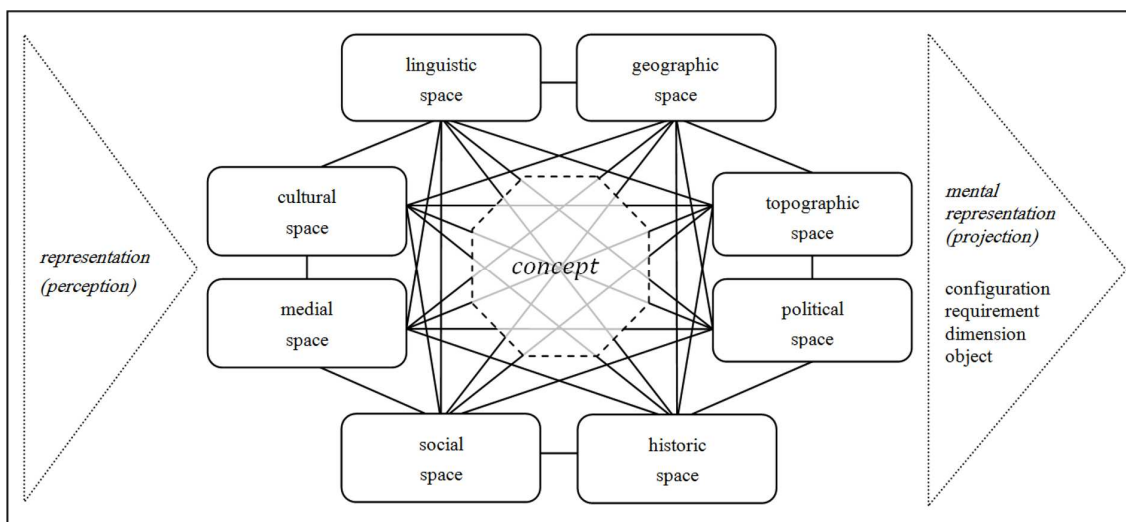 representation
(perception)
linguistic
space
geographic
space
cultural
space
topographic
space
concept
medial
space
political
space
social
space
historic
space
mental
representation
(projection)
configuration
requirement
dimension
object